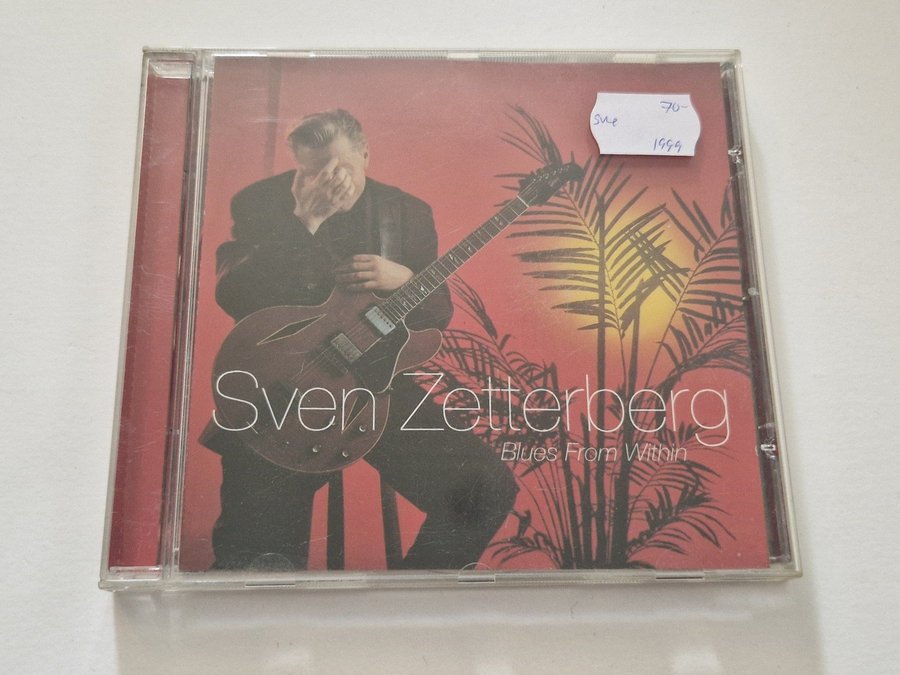 -70-
sve
1999
Sven Zetterberg
Blues From Within